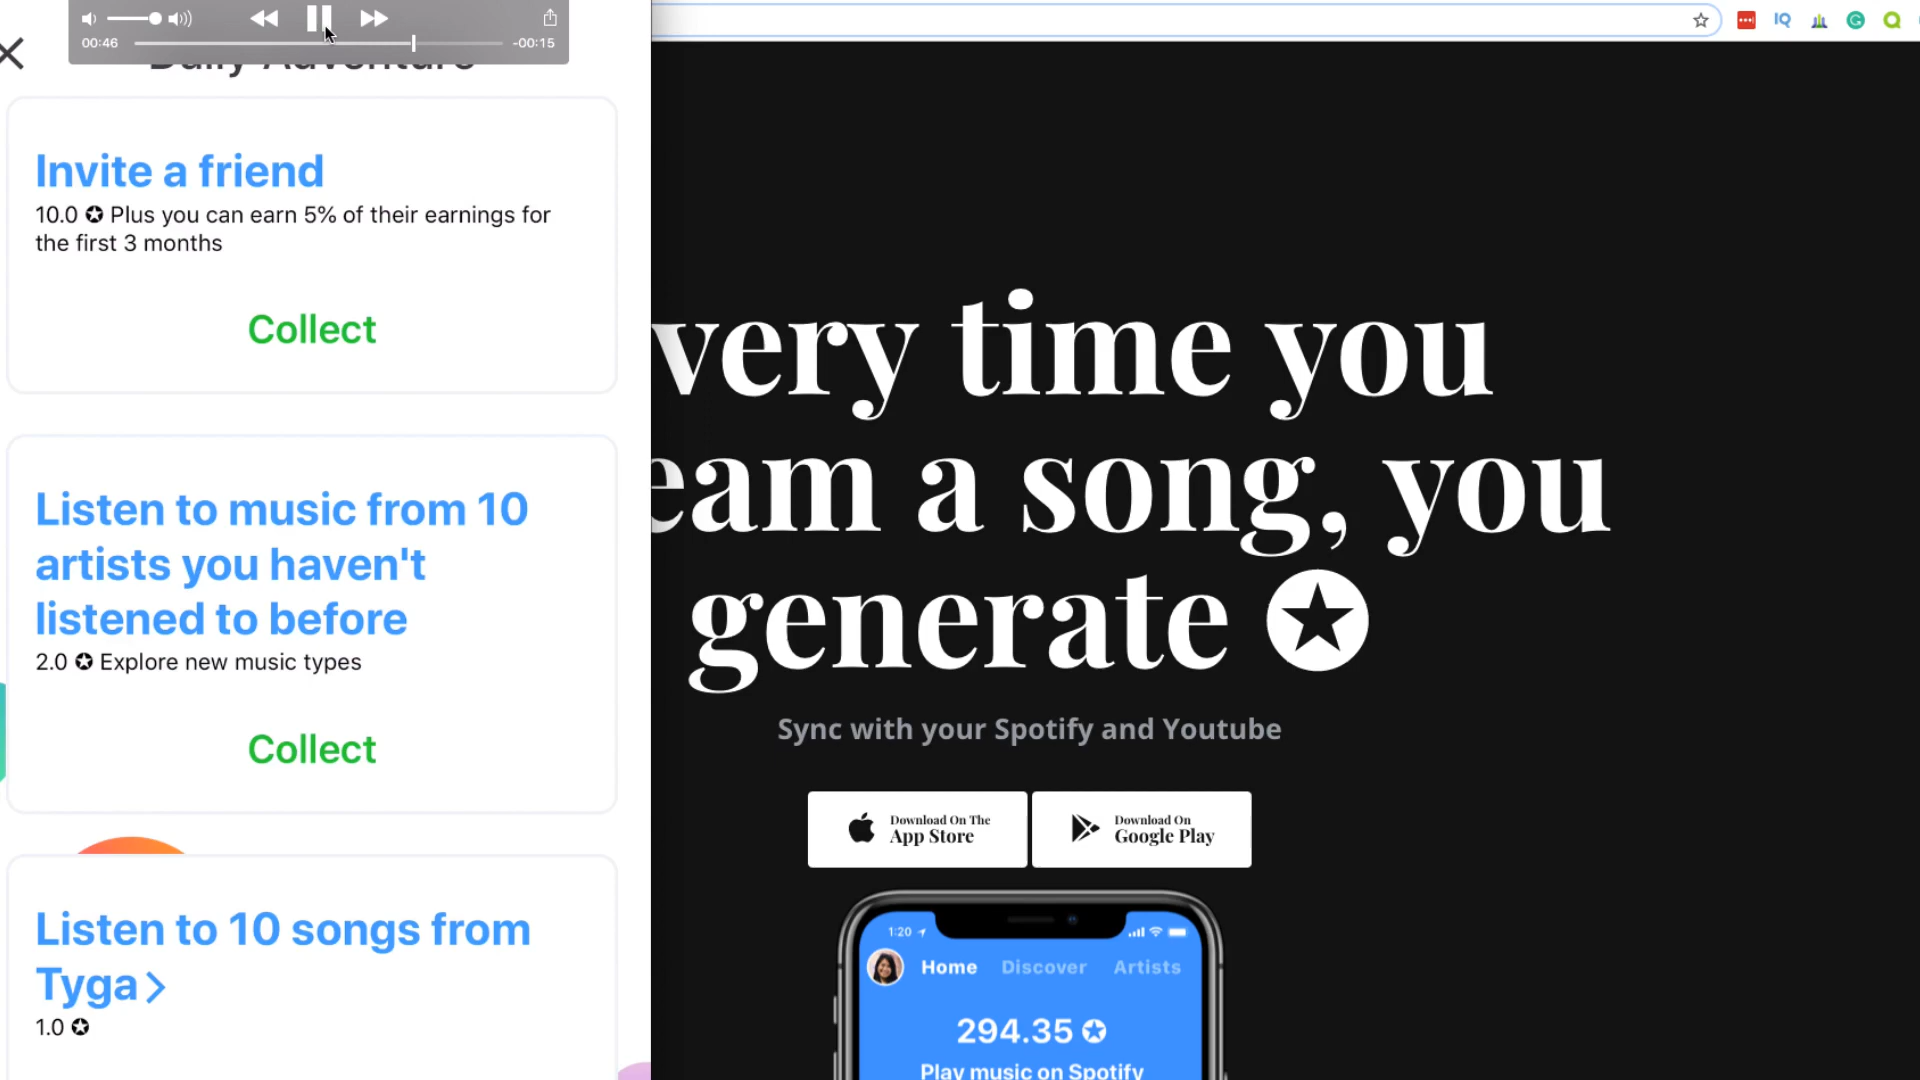 00:46
-00:15
Daily Adventure
Invite a friend
10.0 ✪ Plus you can earn 5% of their earnings for
the first 3 months
Collect
Listen to music from 10
artists you haven't
listened to before
2.0 ✪ Explore new music types
Collect
Listen to 10 songs from
Tyga >
1.0 ✪
IQ
very time you
eam a song, you
generate ✪
Sync with your Spotify and Youtube
Download On The
App Store
Download On
Google Play
1:20
Home Discover Artists
294.35 ✪
Play music on Spotify